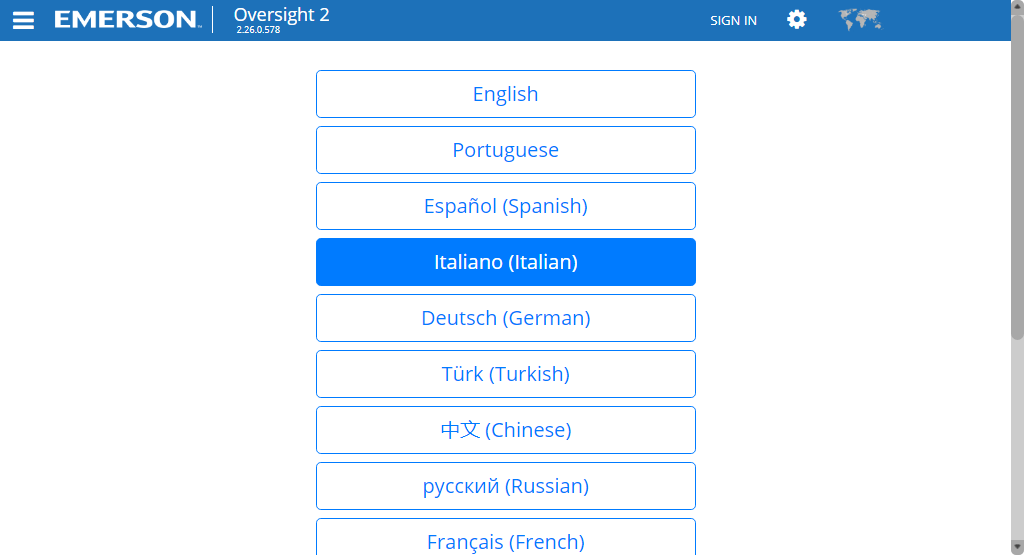 EMERSON™
Oversight 2
2.26.0.578
SIGN IN
English
Portuguese
Español (Spanish)
Italiano (Italian)
Deutsch (German)
Türk (Turkish)
中文 (Chinese)
русский (Russian)
Français (French)